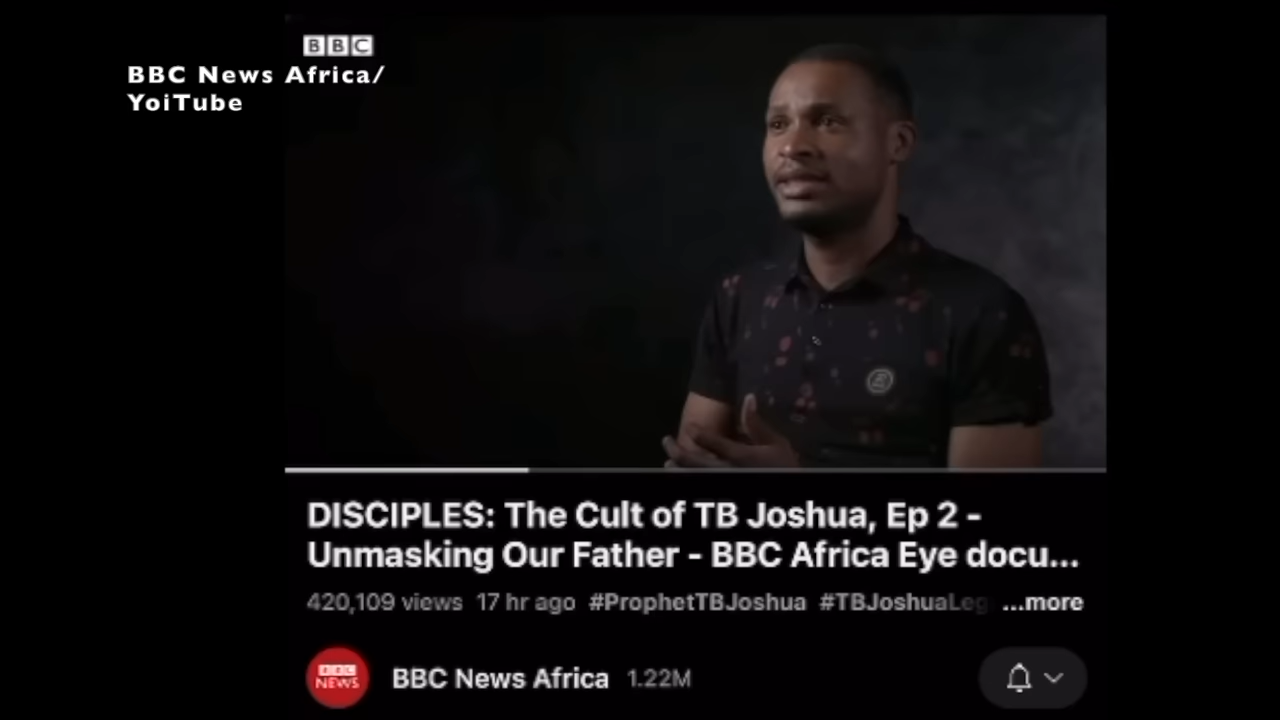 BBC
BBC News Africa/
YoiTube
DISCIPLES: The Cult of TB Joshua, Ep 2 -
Unmasking Our Father - BBC Africa Eye docu...
420,109 views 17 hr ago #ProphetTBJoshua #TBJoshuaLeg ...more
BBC
NEWS
BBC News Africa 1.22M